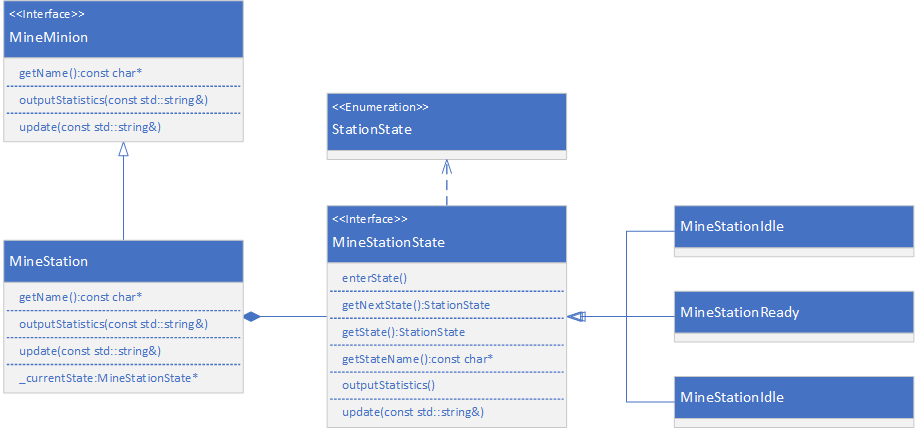 <<Interface>>
MineMinion
getName():const char*
outputStatistics(const std::string&)
update(const std::string&)
<<Enumeration>>
StationState
MineStation
getName():const char*
outputStatistics(const std::string&)
update(const std::string&)
_currentState:MineStationState*
<<Interface>>
MineStationState
enterState()
getNextState():StationState
getState():StationState
getStateName():const char*
outputStatistics()
update(const std::string&)
MineStationIdle
MineStationReady
MineStationIdle